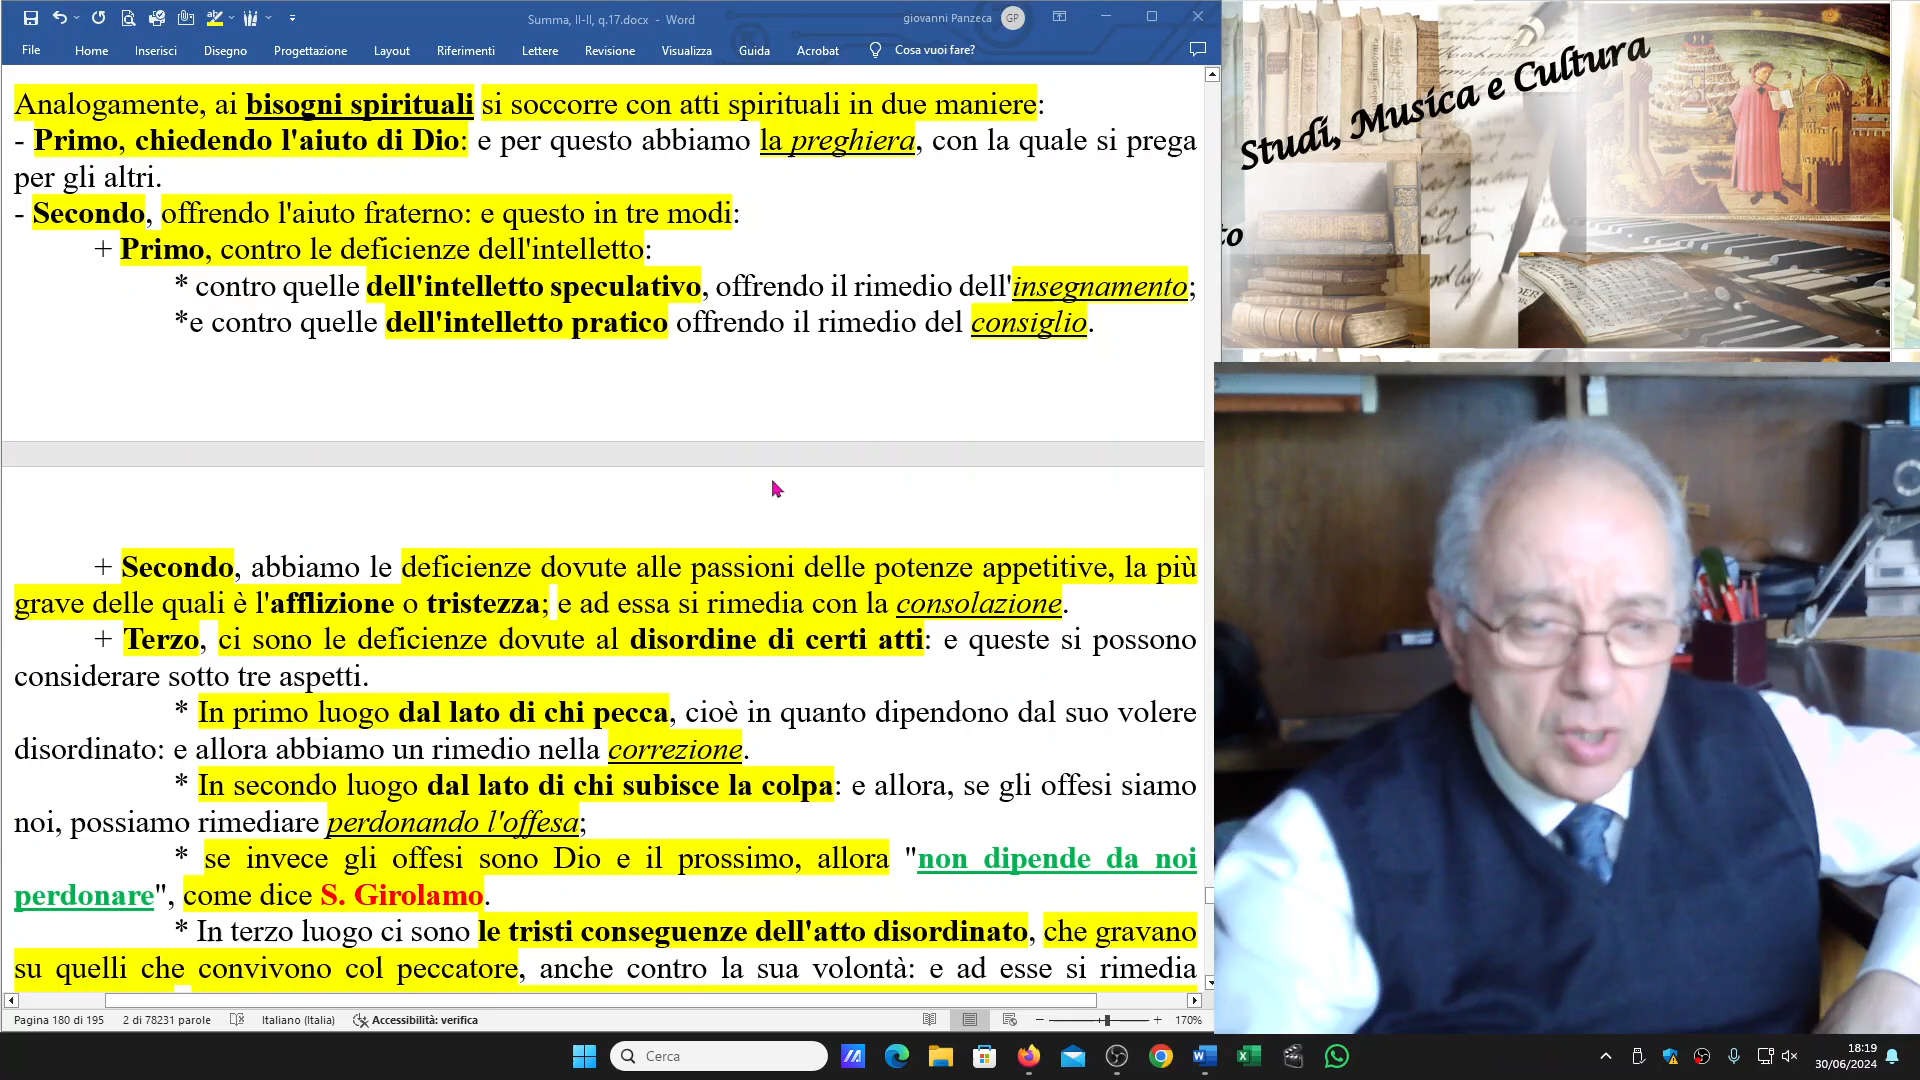 Summa, II-II, q.17.docx - Word
giovanni Panzeca
GP
File Home Inserisci Disegno Progettazione Layout Riferimenti Lettere Revisione Visualizza Guida Acrobat Cosa vuoi fare?
Analogamente, ai bisogni spirituali si soccorre con atti spirituali in due maniere:
- Primo, chiedendo l'aiuto di Dio: e per questo abbiamo la preghiera, con la quale si prega
per gli altri.
- Secondo, offrendo l'aiuto fraterno: e questo in tre modi:
+ Primo, contro le deficienze dell'intelletto:
* contro quelle dell'intelletto speculativo, offrendo il rimedio dell'insegnamento;
*e contro quelle dell'intelletto pratico offrendo il rimedio del consiglio.
+ Secondo, abbiamo le deficienze dovute alle passioni delle potenze appetitive, la più
grave delle quali è l'afflizione o tristezza; e ad essa si rimedia con la consolazione.
+ Terzo, ci sono le deficienze dovute al disordine di certi atti: e queste si possono
considerare sotto tre aspetti.
* In primo luogo dal lato di chi pecca, cioè in quanto dipendono dal suo volere
disordinato: e allora abbiamo un rimedio nella correzione.
* In secondo luogo dal lato di chi subisce la colpa: e allora, se gli offesi siamo
noi, possiamo rimediare perdonando l'offesa;
* se invece gli offesi sono Dio e il prossimo, allora "non dipende da noi
perdonare", come dice S. Girolamo.
* In terzo luogo ci sono le tristi conseguenze dell'atto disordinato, che gravano
su quelli che convivono col peccatore, anche contro la sua volontà: e ad esse si rimedia
Pagina 180 di 195 2 di 78231 parole Italiano (Italia) Accessibilità: verifica 170%
Studi, Musica e Cultura
to
Cerca
18:19
30/06/2024